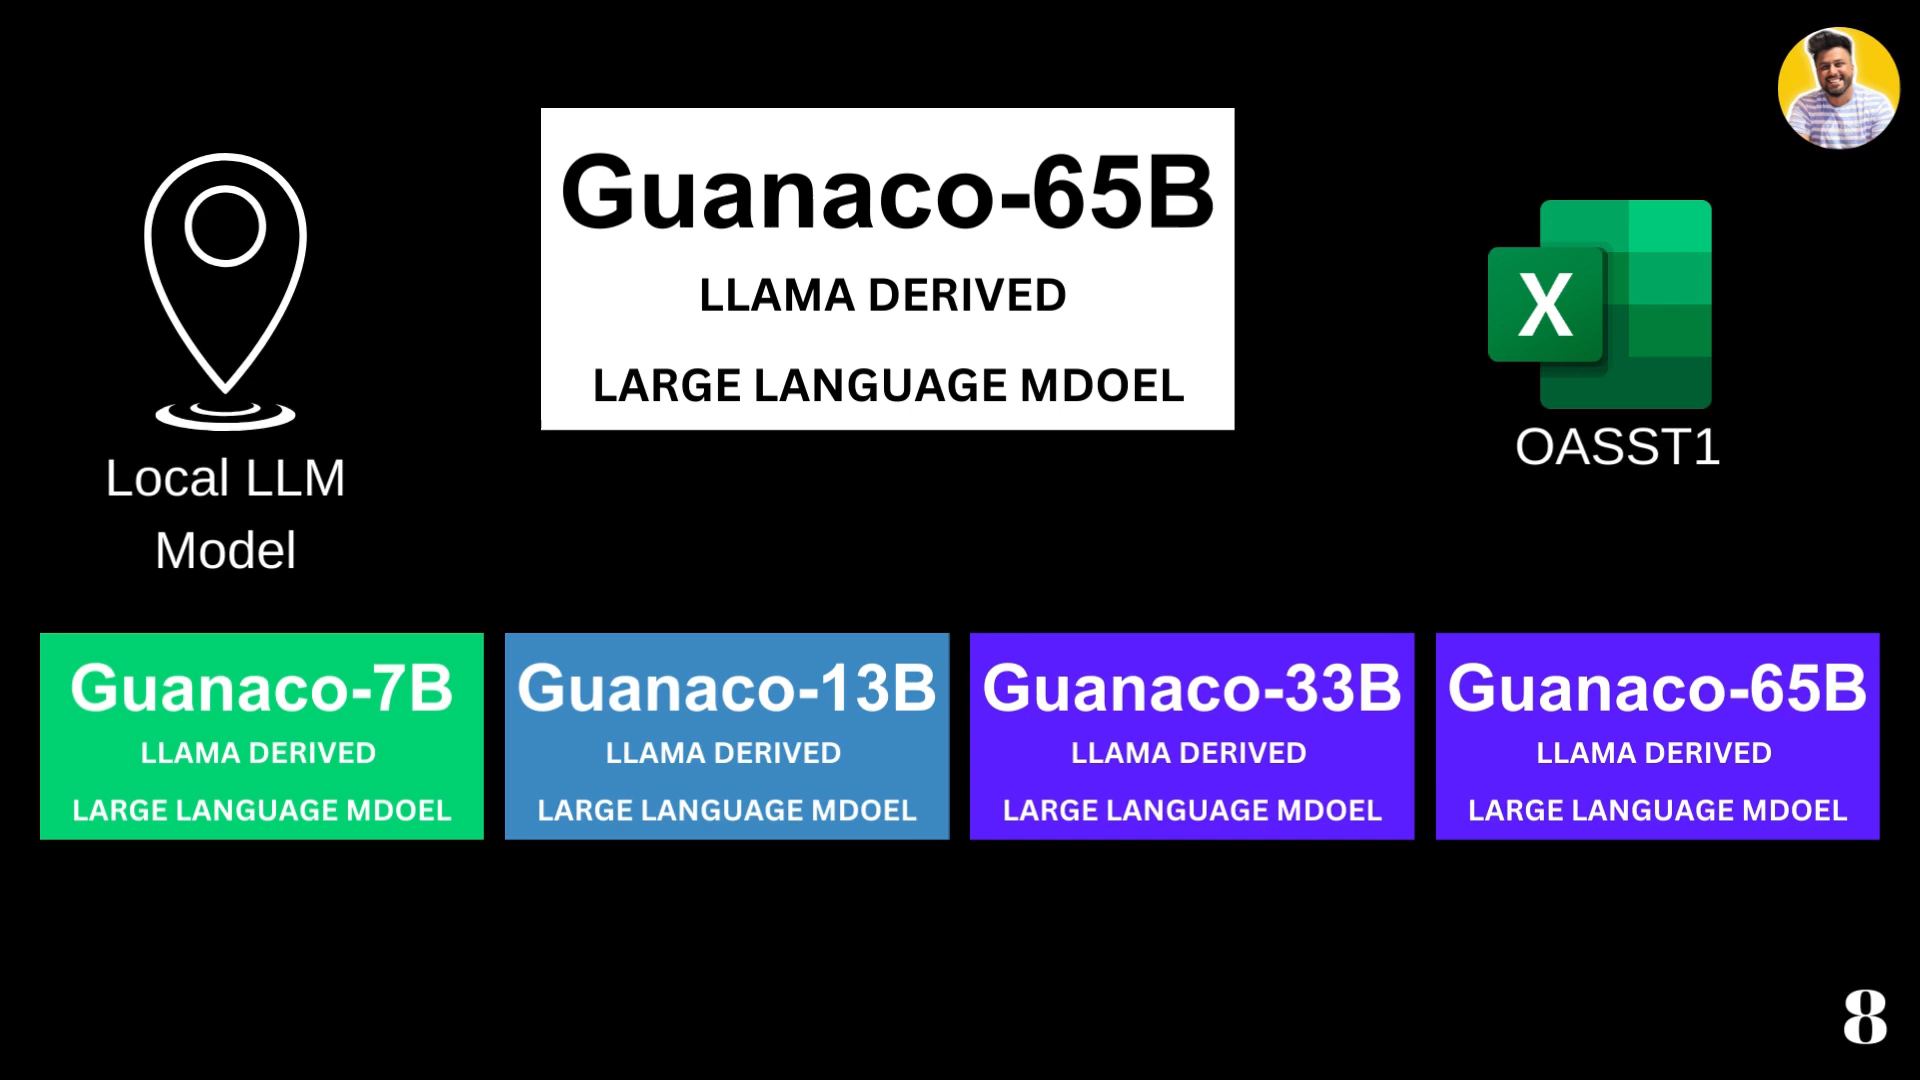 Guanaco-65B
LLAMA DERIVED
LARGE LANGUAGE MDOEL
Local LLM
Model
X
OASST1
Guanaco-7B
LLAMA DERIVED
LARGE LANGUAGE MDOEL
Guanaco-13B
LLAMA DERIVED
LARGE LANGUAGE MDOEL
Guanaco-33B
LLAMA DERIVED
LARGE LANGUAGE MDOEL
Guanaco-65B
LLAMA DERIVED
LARGE LANGUAGE MDOEL
8